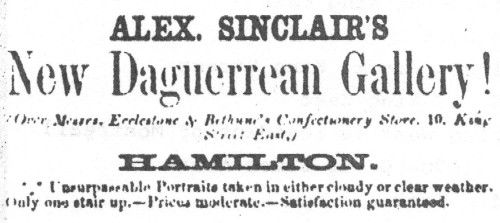 ALEX. SINCLAIR'S
New Daguerrean Gallery!
(Over Messrs. Ecclestone & Bethune's Confectionery Store, 10, King
Street East,)
HAMILTON.
*** Unsurpassable Portraits taken in either cloudy or clear weather.
Only one stair up.—Prices moderate.—Satisfaction guaranteed.